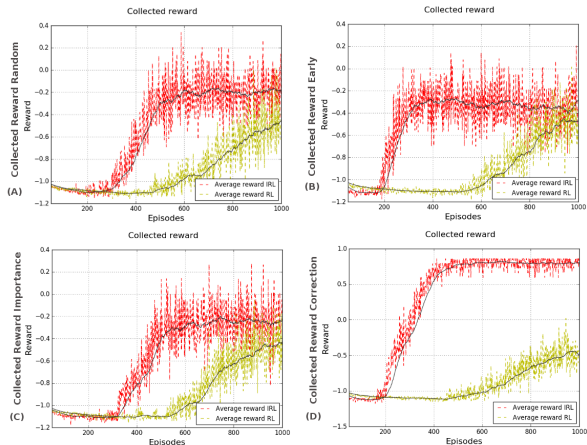 Collected reward
0.4
0.2
0.0
−0.2
−0.4
−0.6
−0.8
−1.0
−1.2
Collected Reward Random
Reward
(A)
200
400
600
800
1000
Episodes
Average reward IRL
Average reward RL
Collected reward
0.4
0.2
0.0
−0.2
−0.4
−0.6
−0.8
−1.0
−1.2
Collected Reward Early
Reward
(B)
200
400
600
800
1000
Episodes
Average reward IRL
Average reward RL
Collected reward
0.4
0.2
0.0
−0.2
−0.4
−0.6
−0.8
−1.0
−1.2
Collected Reward Importance
Reward
(C)
200
400
600
800
1000
Episodes
Average reward IRL
Average reward RL
Collected reward
1.0
0.5
0.0
−0.5
−1.0
−1.5
Collected Reward Correction
Reward
(D)
200
400
600
800
1000
Episodes
Average reward IRL
Average reward RL